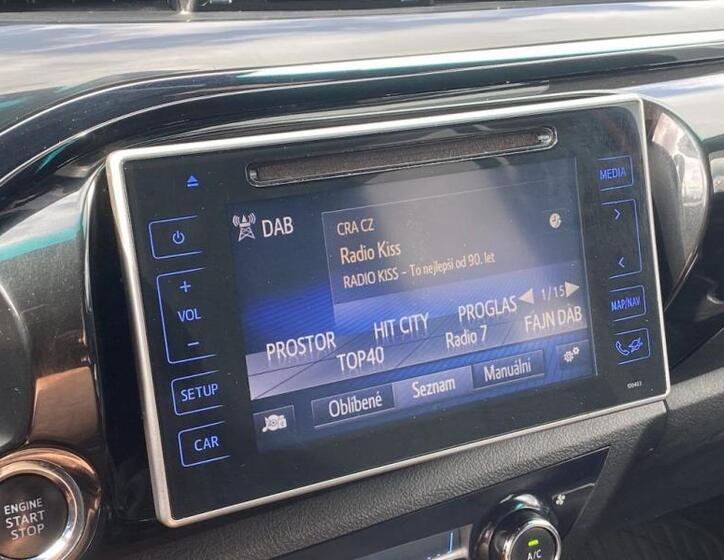 MEDIA
DAB
CRA CZ
Radio Kiss
RADIO KISS - To nejlepší od 90. let
VOL
1/15
PROSTOR
HIT CITY
PROGLAS
TOP40
Radio 7
FAJN DAB
MAP/NAV
SETUP
Oblíbené
Seznam
Manuální
CAR
ENGINE
START
STOP
A/C